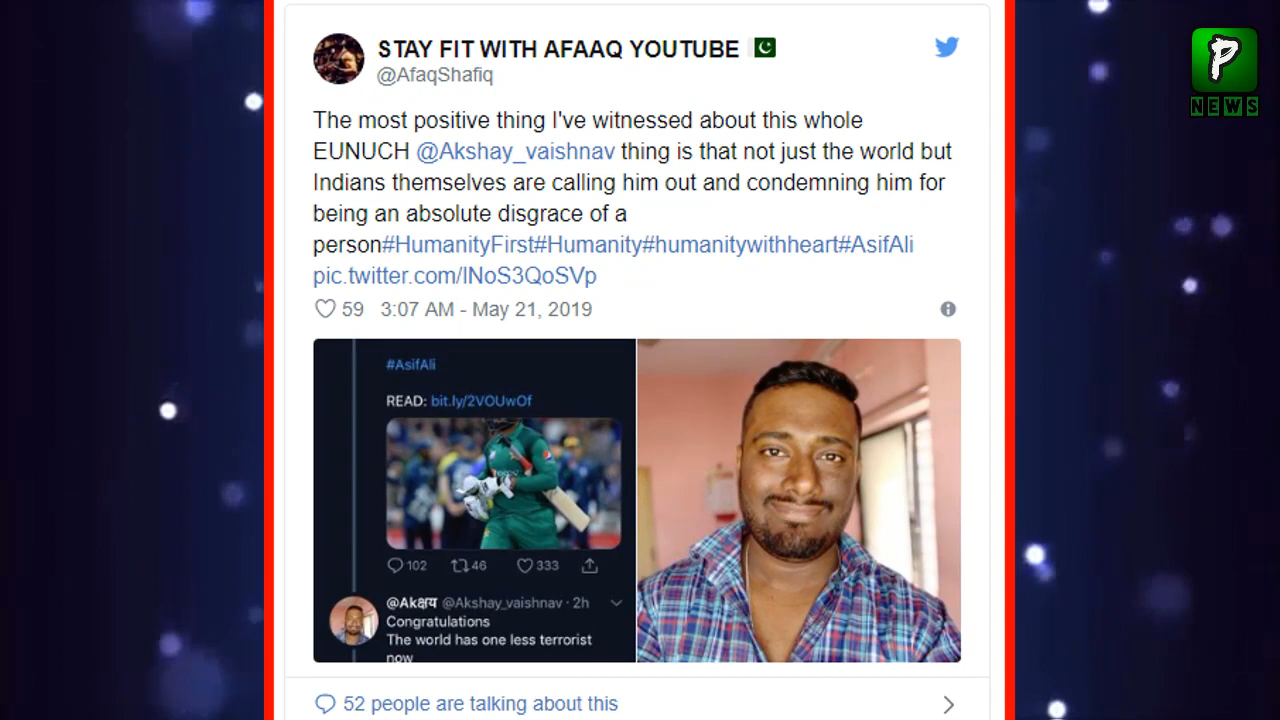 STAY FIT WITH AFAAQ YOUTUBE
@AfaqShafiq
P
NEWS
The most positive thing I've witnessed about this whole
EUNUCH @Akshay_vaishnav thing is that not just the world but
Indians themselves are calling him out and condemning him for
being an absolute disgrace of a
person#HumanityFirst#Humanity#humanitywithheart#AsifAli
pic.twitter.com/lNoS3QoSVp
59 3:07 AM - May 21, 2019
#AsifAli
READ: bit.ly/2VOUwOf
102 46 333
@Akक्षय @Akshay_vaishnav · 2h
Congratulations
The world has one less terrorist
now
52 people are talking about this